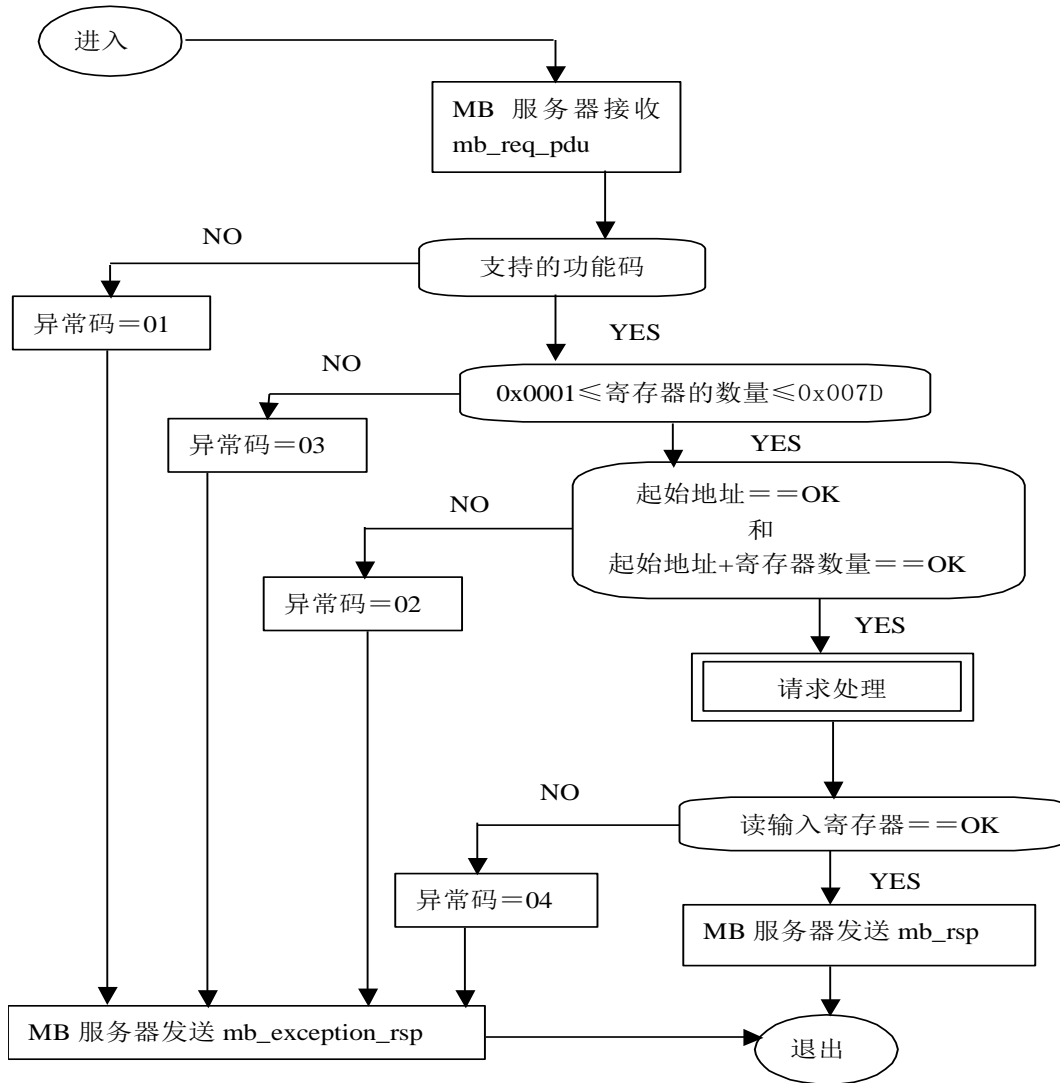 进入
MB 服务器接收
mb_req_pdu
NO
支持的功能码
异常码＝01
YES
NO
0x0001≤寄存器的数量≤0x007D
异常码＝03
YES
起始地址＝＝OK
NO
和
起始地址+寄存器数量＝＝OK
异常码＝02
YES
请求处理
NO
读输入寄存器＝＝OK
异常码＝04
YES
MB 服务器发送 mb_rsp
MB 服务器发送 mb_exception_rsp
退出